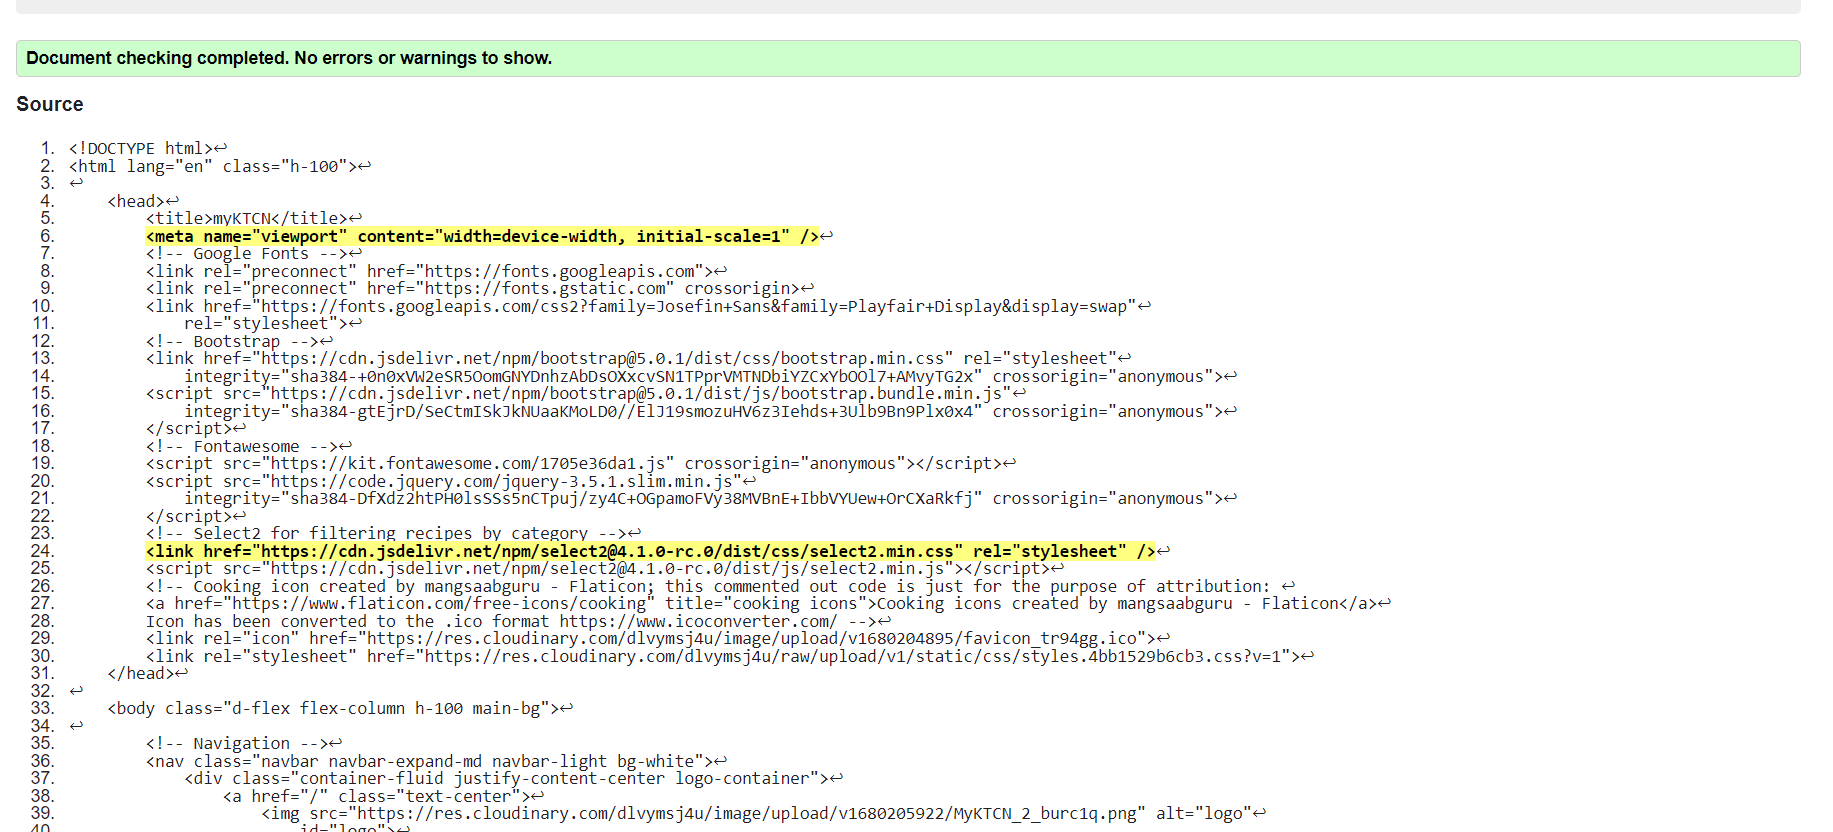 Document checking completed. No errors or warnings to show.
Source
1. <!DOCTYPE html>↩
2. <html lang="en" class="h-100">↩
3. ↩
4. <head>↩
5. <title>myKTCN</title>↩
6. <meta name="viewport" content="width=device-width, initial-scale=1" />↩
7. <!-- Google Fonts -->↩
8. <link rel="preconnect" href="https://fonts.googleapis.com">↩
9. <link rel="preconnect" href="https://fonts.gstatic.com" crossorigin>↩
10. <link href="https://fonts.googleapis.com/css2?family=Josefin+Sans&family=Playfair+Display&display=swap"↩
11. rel="stylesheet">↩
12. <!-- Bootstrap -->↩
13. <link href="https://cdn.jsdelivr.net/npm/bootstrap@5.0.1/dist/css/bootstrap.min.css" rel="stylesheet"↩
14. integrity="sha384-+0n0xVW2eSR5OomGNYDnhzAbDsOXxcvSN1TPprVMTNDbiYZCxYbOOl7+AMvyTG2x" crossorigin="anonymous">↩
15. <script src="https://cdn.jsdelivr.net/npm/bootstrap@5.0.1/dist/js/bootstrap.bundle.min.js"↩
16. integrity="sha384-gtEjrD/SeCtmISkJkNUaaKMoLD0//ElJ19smozuHV6z3Iehds+3Ulb9Bn9Plx0x4" crossorigin="anonymous">↩
17. </script>↩
18. <!-- Fontawesome -->↩
19. <script src="https://kit.fontawesome.com/1705e36da1.js" crossorigin="anonymous"></script>↩
20. <script src="https://code.jquery.com/jquery-3.5.1.slim.min.js"↩
21. integrity="sha384-DfXdz2htPH0lsSSs5nCTpuj/zy4C+OGpamoFVy38MVBnE+IbbVYUew+OrCXaRkfj" crossorigin="anonymous">↩
22. </script>↩
23. <!-- Select2 for filtering recipes by category -->↩
24. <link href="https://cdn.jsdelivr.net/npm/select2@4.1.0-rc.0/dist/css/select2.min.css" rel="stylesheet" />↩
25. <script src="https://cdn.jsdelivr.net/npm/select2@4.1.0-rc.0/dist/js/select2.min.js"></script>↩
26. <!-- Cooking icon created by mangsaabguru - Flaticon; this commented out code is just for the purpose of attribution: ↩
27. <a href="https://www.flaticon.com/free-icons/cooking" title="cooking icons">Cooking icons created by mangsaabguru - Flaticon</a>↩
28. Icon has been converted to the .ico format https://www.icoconverter.com/ -->↩
29. <link rel="icon" href="https://res.cloudinary.com/dlvymsj4u/image/upload/v1680204895/favicon_tr94gg.ico">↩
30. <link rel="stylesheet" href="https://res.cloudinary.com/dlvymsj4u/raw/upload/v1/static/css/styles.4bb1529b6cb3.css?v=1">↩
31. </head>↩
32. ↩
33. <body class="d-flex flex-column h-100 main-bg">↩
34. ↩
35. <!-- Navigation -->↩
36. <nav class="navbar navbar-expand-md navbar-light bg-white">↩
37. <div class="container-fluid justify-content-center logo-container">↩
38. <a href="/" class="text-center">↩
39. <img src="https://res.cloudinary.com/dlvymsj4u/image/upload/v1680205922/MyKTCN_2_burc1q.png" alt="logo"↩
40. id="logo">↩